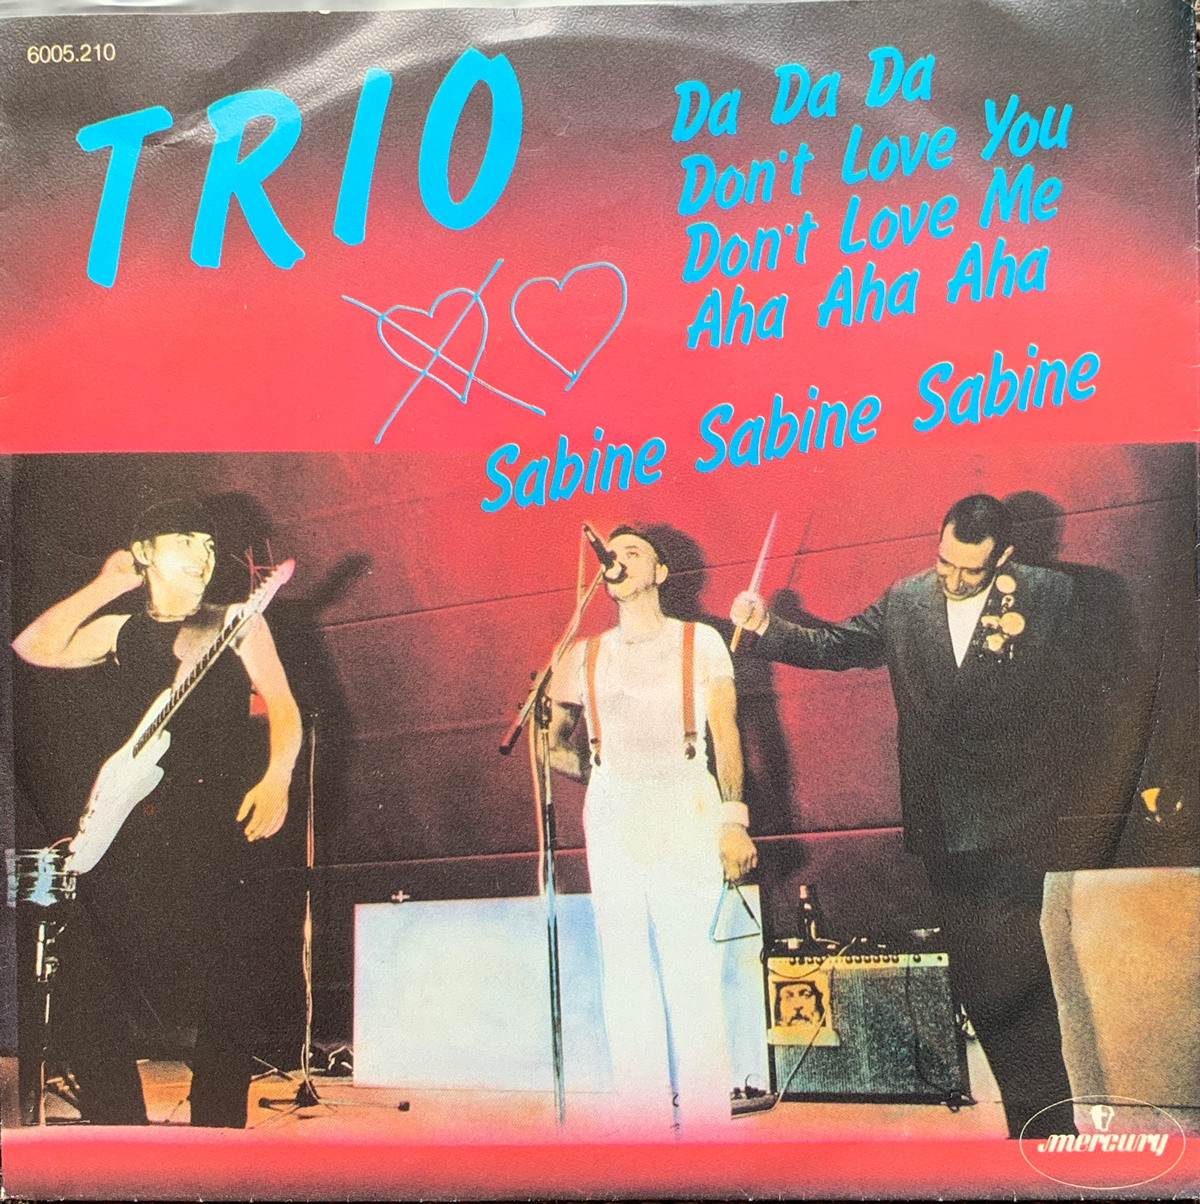 6005.210
TRIO
Da Da Da
Don't Love You
Don't Love Me
Aha Aha Aha
Sabine Sabine Sabine
mercury